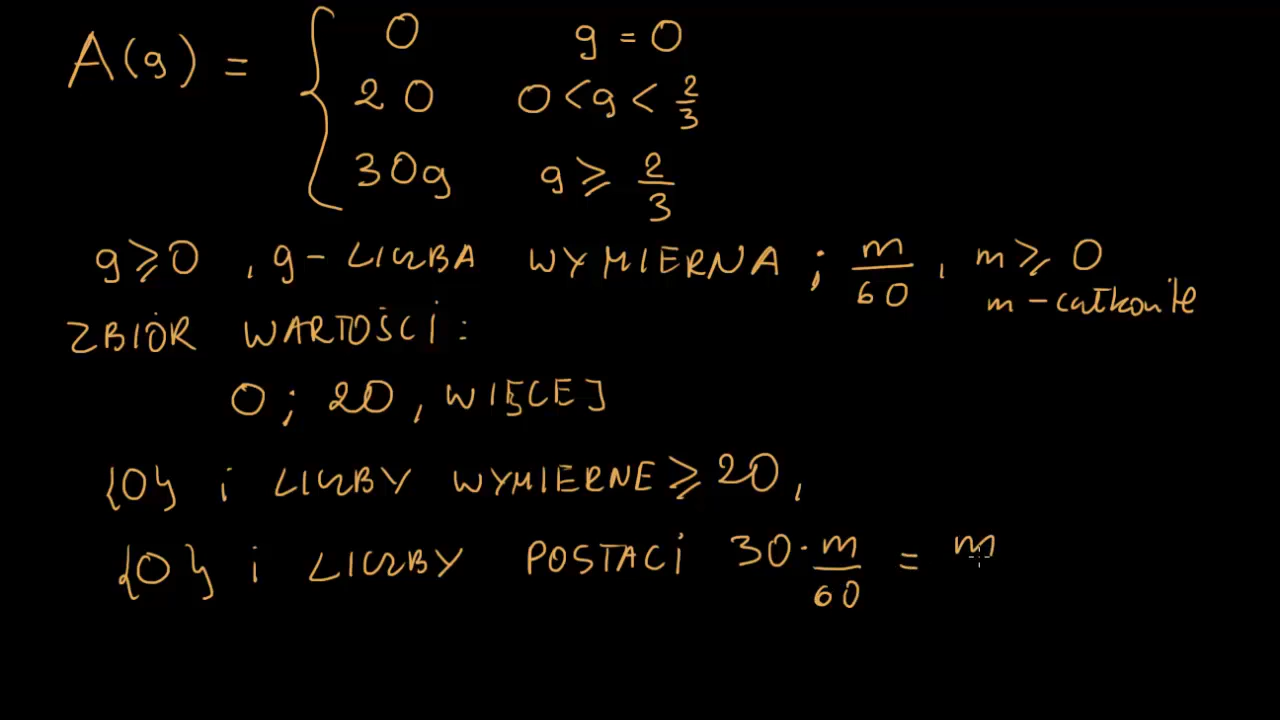 A(g) = { 0 g = 0
20 0 < g < 2/3
30g g ≥ 2/3
g ≥ 0 , g - LICZBA WYMIERNA ; m/60 , m ≥ 0
m - całkowite
ZBIÓR WARTOŚCI :
0 ; 20 , WIĘCEJ
{0} i LICZBY WYMIERNE ≥ 20 ,
{0} i LICZBY POSTACI 30 · m/60 = m